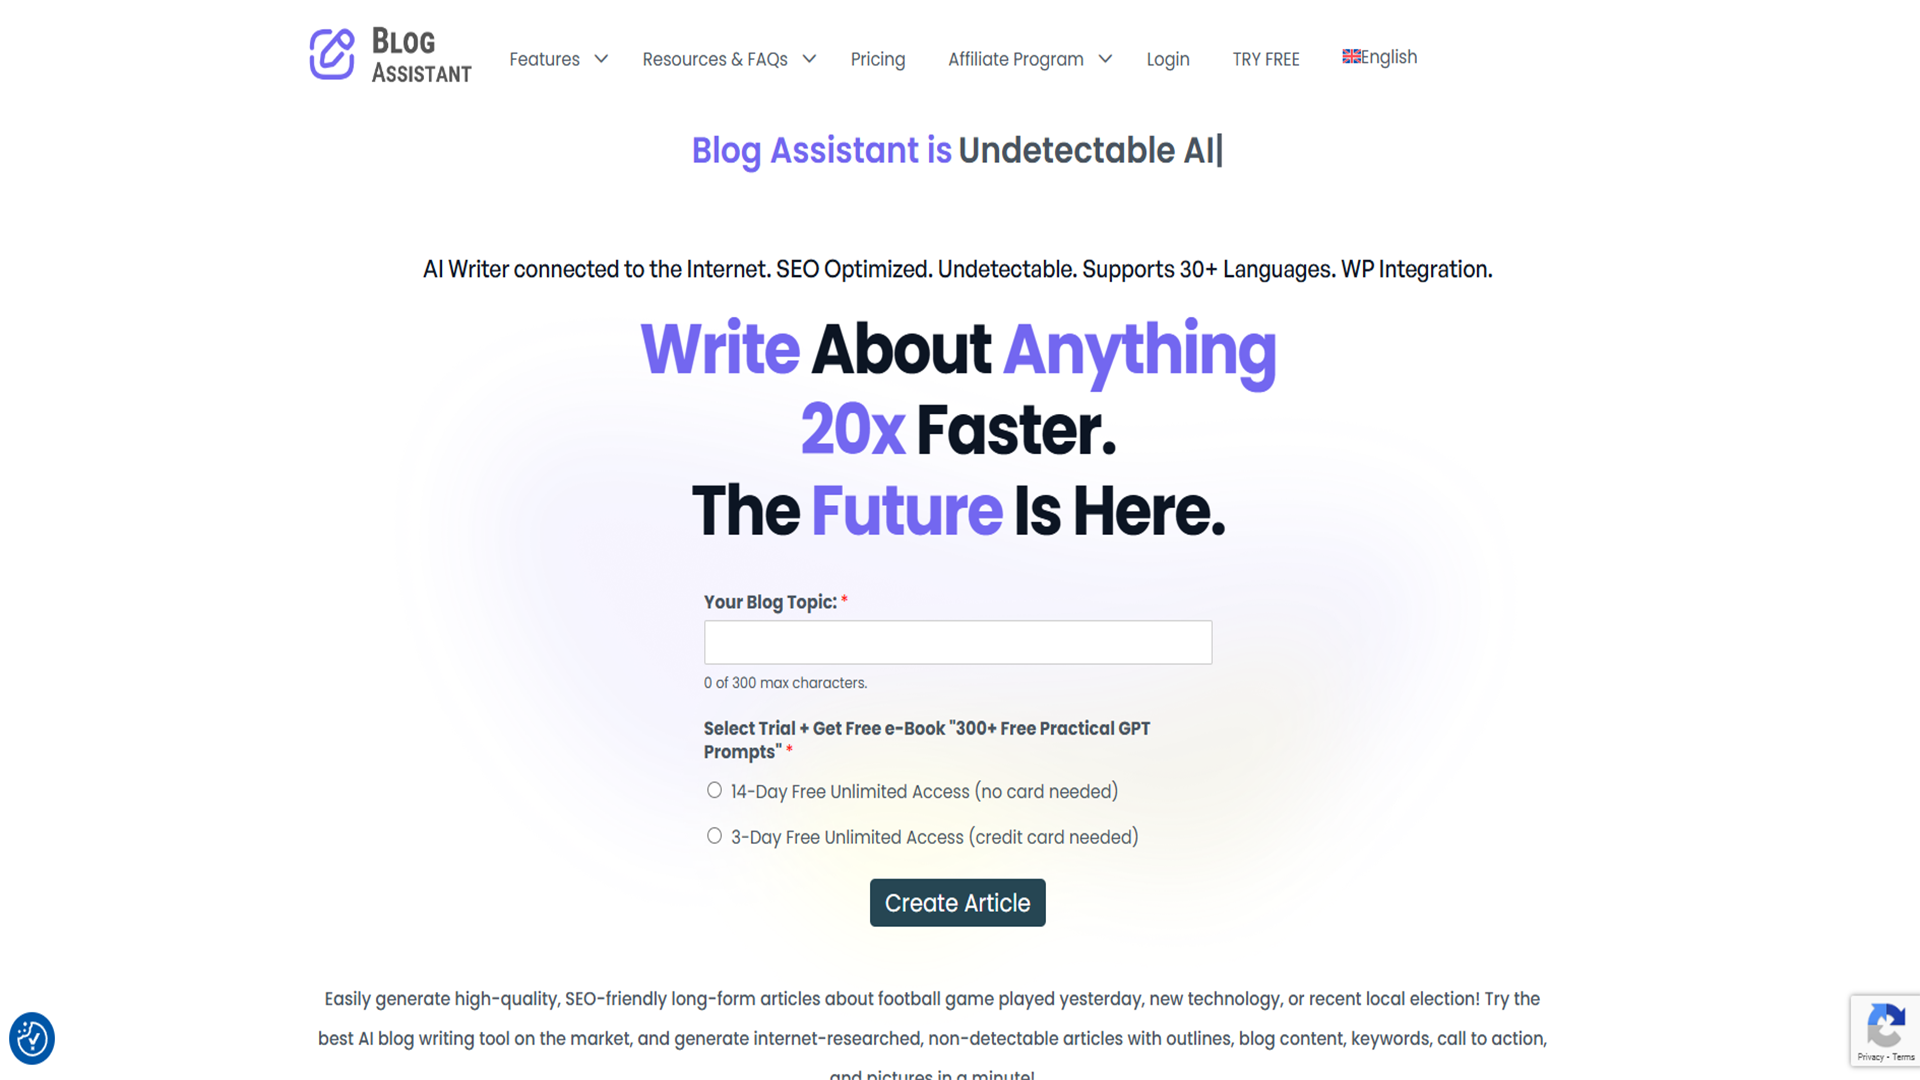 BLOG
ASSISTANT
Features
Resources & FAQs
Pricing
Affiliate Program
Login
TRY FREE
English
Blog Assistant is Undetectable AI|
AI Writer connected to the Internet. SEO Optimized. Undetectable. Supports 30+ Languages. WP Integration.
Write About Anything
20x Faster.
The Future Is Here.
Your Blog Topic: *
0 of 300 max characters.
Select Trial + Get Free e-Book "300+ Free Practical GPT
Prompts" *
14-Day Free Unlimited Access (no card needed)
3-Day Free Unlimited Access (credit card needed)
Create Article
Easily generate high-quality, SEO-friendly long-form articles about football game played yesterday, new technology, or recent local election! Try the
best AI blog writing tool on the market, and generate internet-researched, non-detectable articles with outlines, blog content, keywords, call to action,
and pictures in a minute!
Privacy - Terms